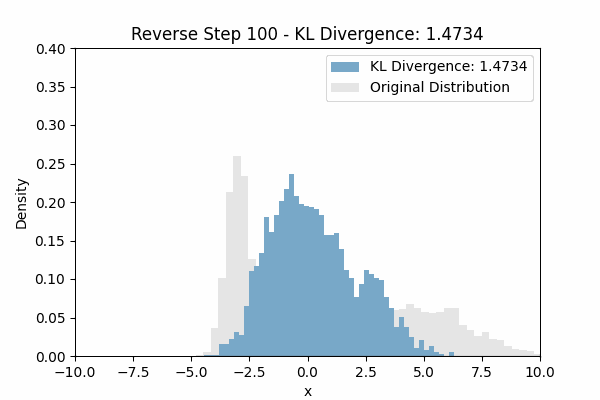 Reverse Step 100 - KL Divergence: 1.4734
KL Divergence: 1.4734
Original Distribution
0.40
0.35
0.30
0.25
0.20
0.15
0.10
0.05
0.00
Density
−10.0 −7.5 −5.0 −2.5 0.0 2.5 5.0 7.5 10.0
x